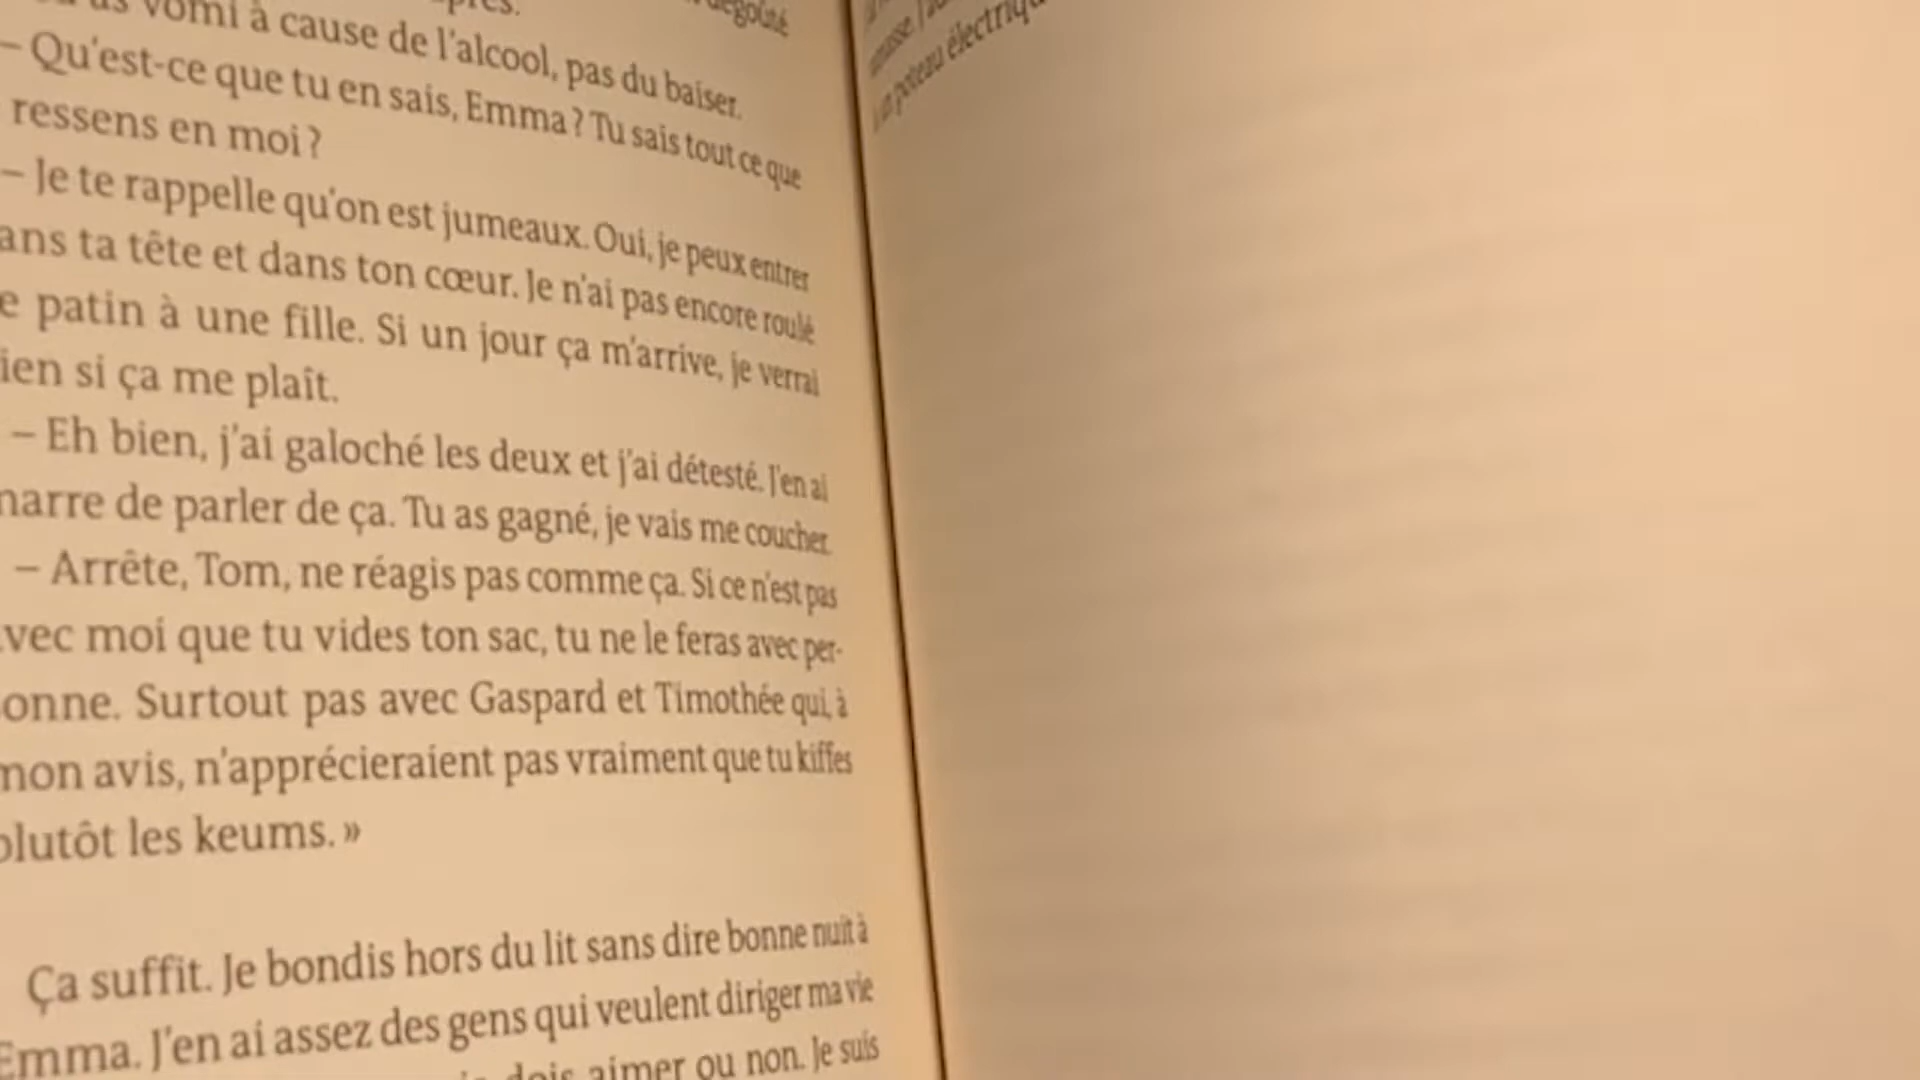 dégoûté
vomi à cause de l'alcool, pas du baiser.
– Qu'est-ce que tu en sais, Emma ? Tu sais tout ce que
ressens en moi ?
– Je te rappelle qu'on est jumeaux. Oui, je peux entrer
ans ta tête et dans ton cœur. Je n'ai pas encore roulé
e patin à une fille. Si un jour ça m'arrive, je verrai
ien si ça me plaît.
– Eh bien, j'ai galoché les deux et j'ai détesté. J'en ai
marre de parler de ça. Tu as gagné, je vais me coucher.
– Arrête, Tom, ne réagis pas comme ça. Si ce n'est pas
avec moi que tu vides ton sac, tu ne le feras avec per-
sonne. Surtout pas avec Gaspard et Timothée qui, à
mon avis, n'apprécieraient pas vraiment que tu kiffes
plutôt les keums. »
Ça suffit. Je bondis hors du lit sans dire bonne nuit à
Emma. J'en ai assez des gens qui veulent diriger ma vie
dois aimer ou non. Je suis
poteau électrique